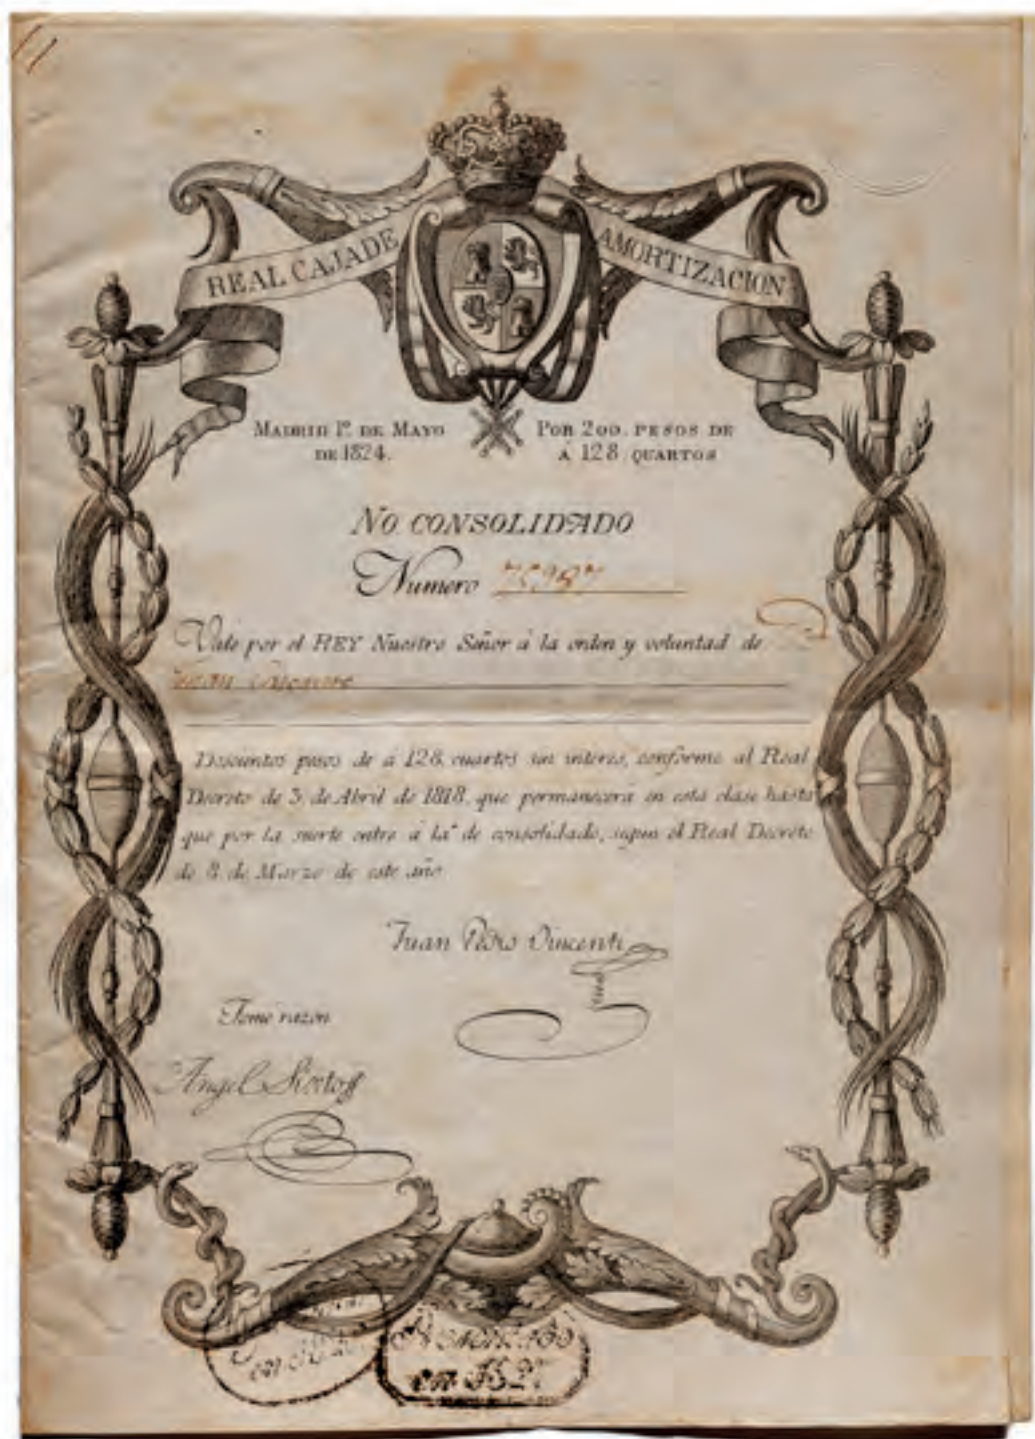 REAL CAJA DE AMORTIZACION
MADRID 1º. DE MAYO DE 1824.
POR 200. PESOS DE Á 128 QUARTOS
NO CONSOLIDADO
Numero
Vale por el REY Nuestro Señor á la orden y voluntad de
Doscientos pesos de á 128 cuartos sin interes, conforme al Real
Decreto de 3 de Abril de 1818, que permanecerá en esta clase hasta
que por la suerte entre á la de consolidado, segun el Real Decreto
de 8 de Marzo de este año
Juan Pedro Vincenti
Tome razon
Angel Sixto